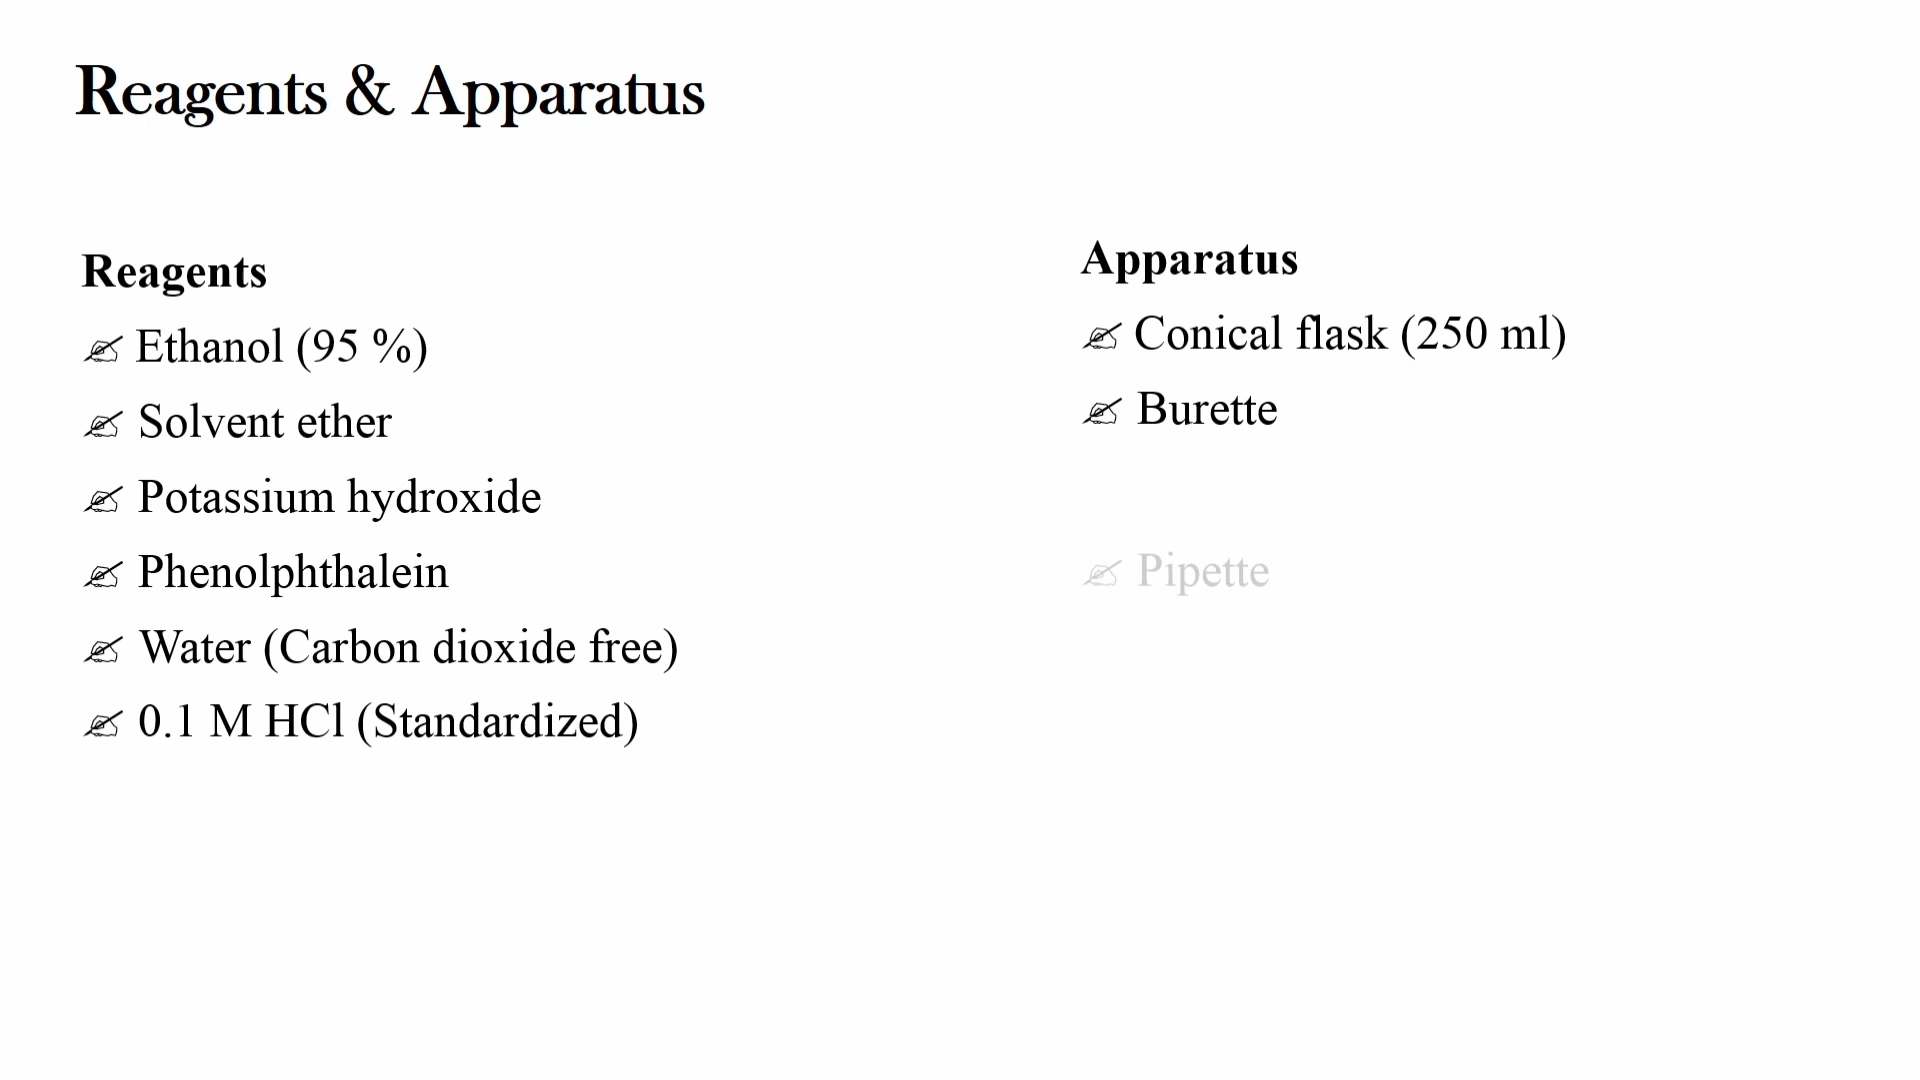 Reagents & Apparatus
Reagents
Ethanol (95 %)
Solvent ether
Potassium hydroxide
Phenolphthalein
Water (Carbon dioxide free)
0.1 M HCl (Standardized)
Apparatus
Conical flask (250 ml)
Burette
Pipette